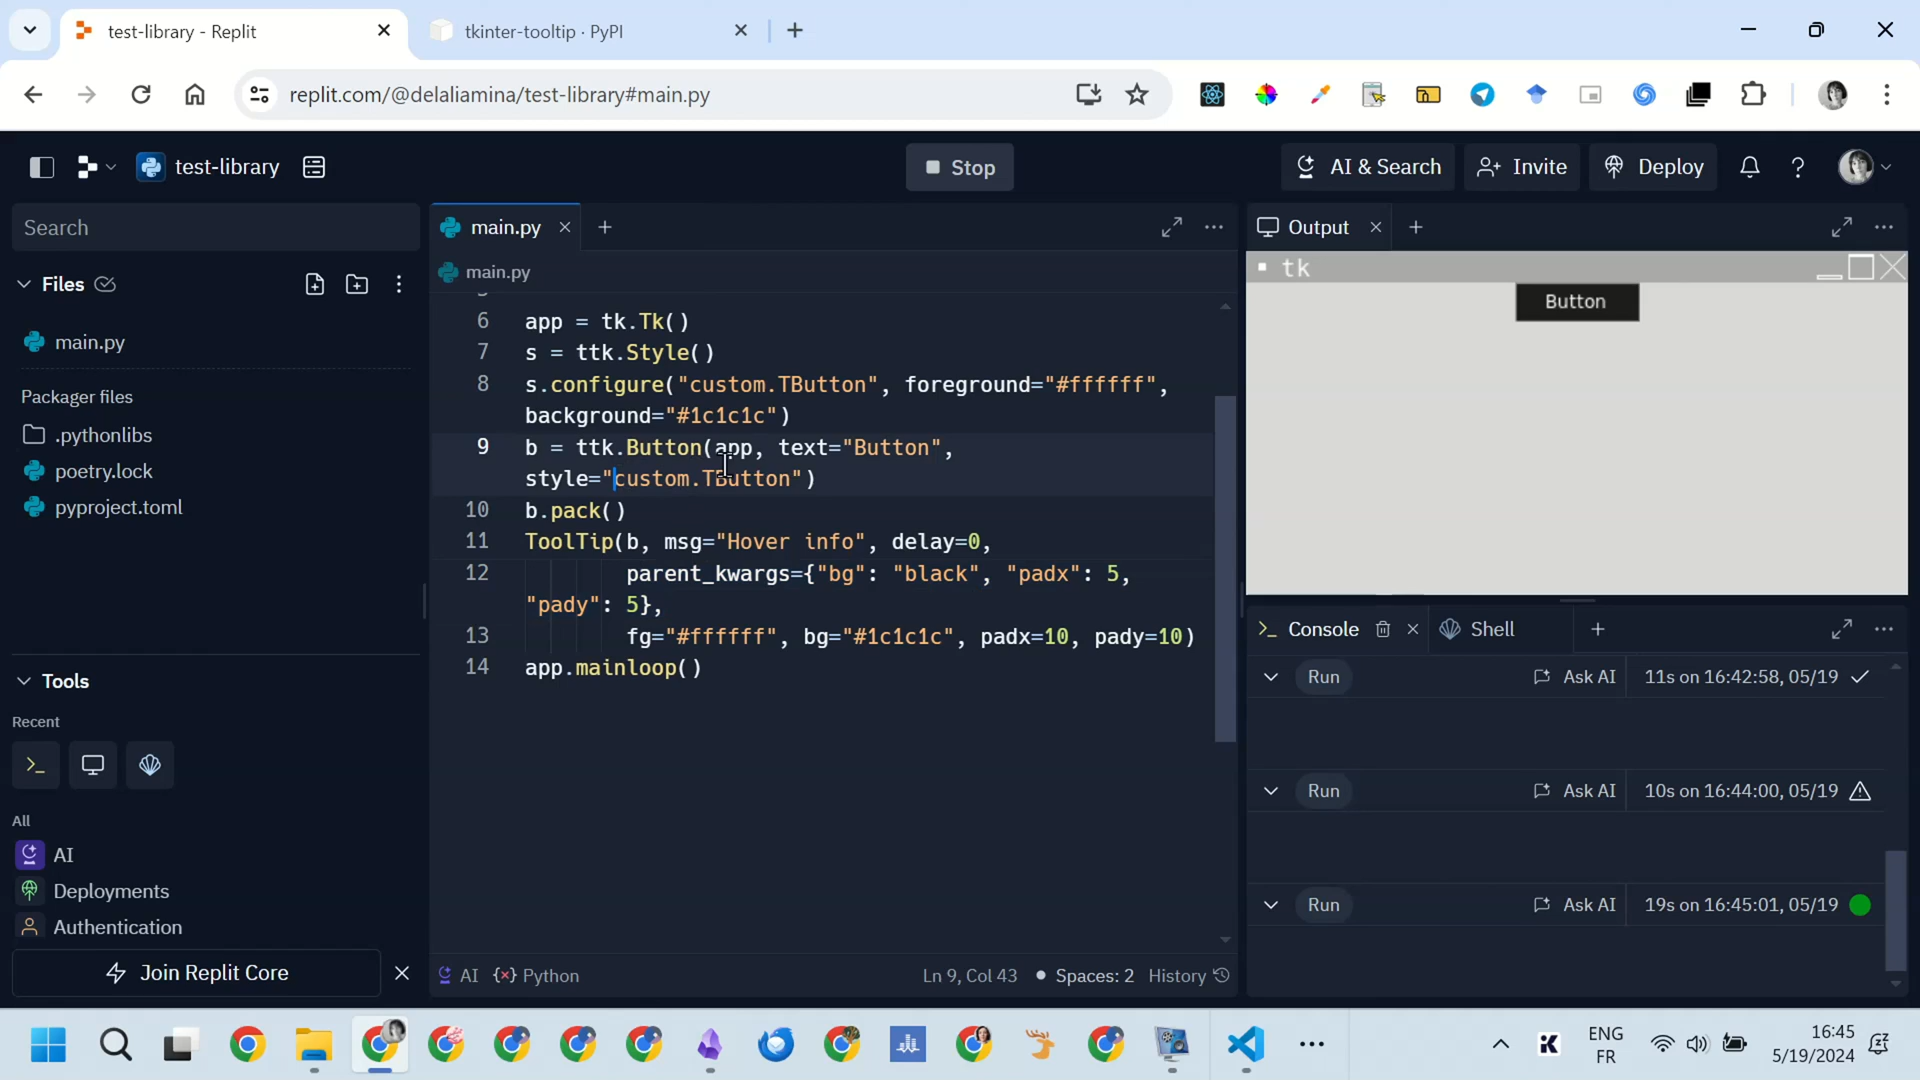 test-library - Replit
tkinter-tooltip · PyPI
replit.com/@delaliamina/test-library#main.py
test-library
Stop
AI & Search
Invite
Deploy
Search
Files
main.py
Packager files
.pythonlibs
poetry.lock
pyproject.toml
Tools
Recent
All
AI
Deployments
Authentication
Join Replit Core
main.py
main.py
6 app = tk.Tk()
7 s = ttk.Style()
8 s.configure("custom.TButton", foreground="#ffffff",
background="#1c1c1c")
9 b = ttk.Button(app, text="Button",
style="custom.TButton")
10 b.pack()
11 ToolTip(b, msg="Hover info", delay=0,
12 parent_kwargs={"bg": "black", "padx": 5,
"pady": 5},
13 fg="#ffffff", bg="#1c1c1c", padx=10, pady=10)
14 app.mainloop()
AI
Python
Ln 9, Col 43
Spaces: 2
History
Output
tk
Button
Console
Shell
Run Ask AI 11s on 16:42:58, 05/19
Run Ask AI 10s on 16:44:00, 05/19
Run Ask AI 19s on 16:45:01, 05/19
ENG
FR
16:45
5/19/2024